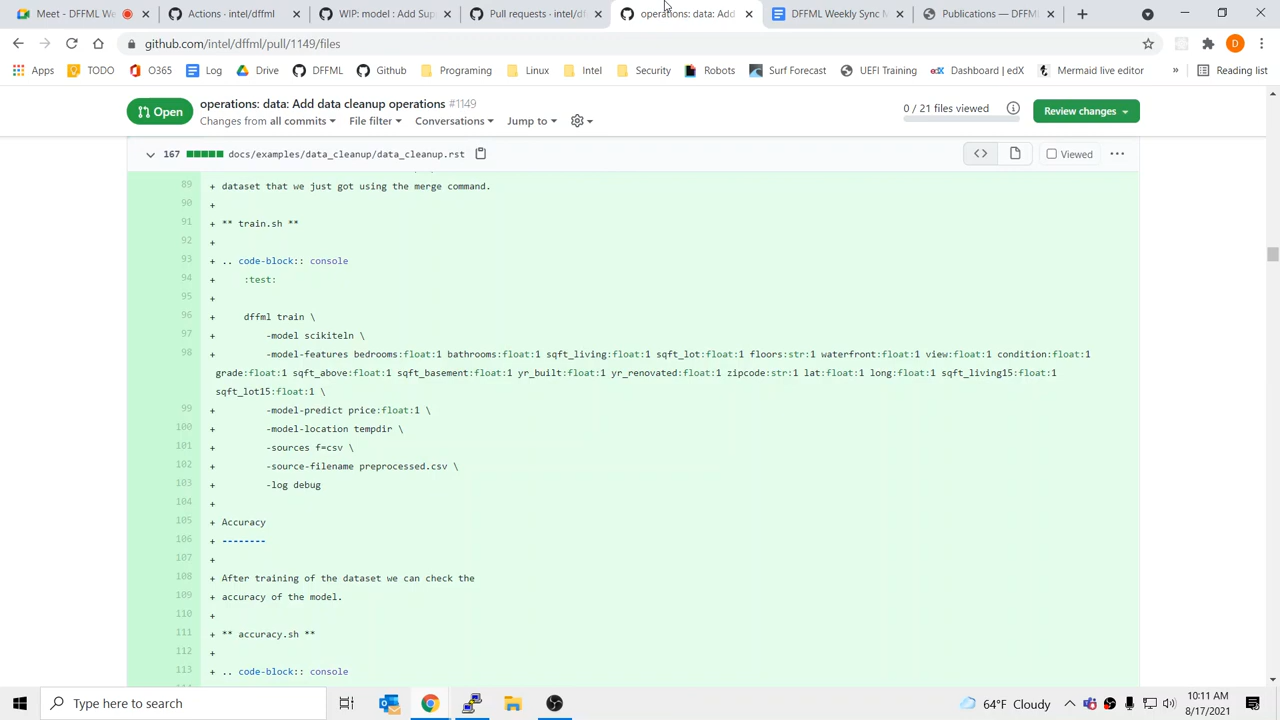 Meet - DFFML We
Actions · intel/dffml
WIP: model : Add Sup
Pull requests · intel/d
operations: data: Add
DFFML Weekly Sync M
Publications — DFFML
github.com/intel/dffml/pull/1149/files
D
Apps
TODO
O365
Log
Drive
DFFML
Github
Programing
Linux
Intel
Security
Robots
Surf Forecast
UEFI Training
edX Dashboard | edX
Mermaid live editor
»
Reading list
Open
operations: data: Add data cleanup operations #1149
Changes from all commits
File filter
Conversations
Jump to
0 / 21 files viewed
Review changes
167
docs/examples/data_cleanup/data_cleanup.rst
Viewed
89 + dataset that we just got using the merge command.
90 +
91 + ** train.sh **
92 +
93 + .. code-block:: console
94 + :test:
95 +
96 + dffml train \
97 + -model scikiteln \
98 + -model-features bedrooms:float:1 bathrooms:float:1 sqft_living:float:1 sqft_lot:float:1 floors:str:1 waterfront:float:1 view:float:1 condition:float:1
grade:float:1 sqft_above:float:1 sqft_basement:float:1 yr_built:float:1 yr_renovated:float:1 zipcode:str:1 lat:float:1 long:float:1 sqft_living15:float:1
sqft_lot15:float:1 \
99 + -model-predict price:float:1 \
100 + -model-location tempdir \
101 + -sources f=csv \
102 + -source-filename preprocessed.csv \
103 + -log debug
104 +
105 + Accuracy
106 + --------
107 +
108 + After training of the dataset we can check the
109 + accuracy of the model.
110 +
111 + ** accuracy.sh **
112 +
113 + .. code-block:: console
Type here to search
64°F Cloudy
10:11 AM
8/17/2021